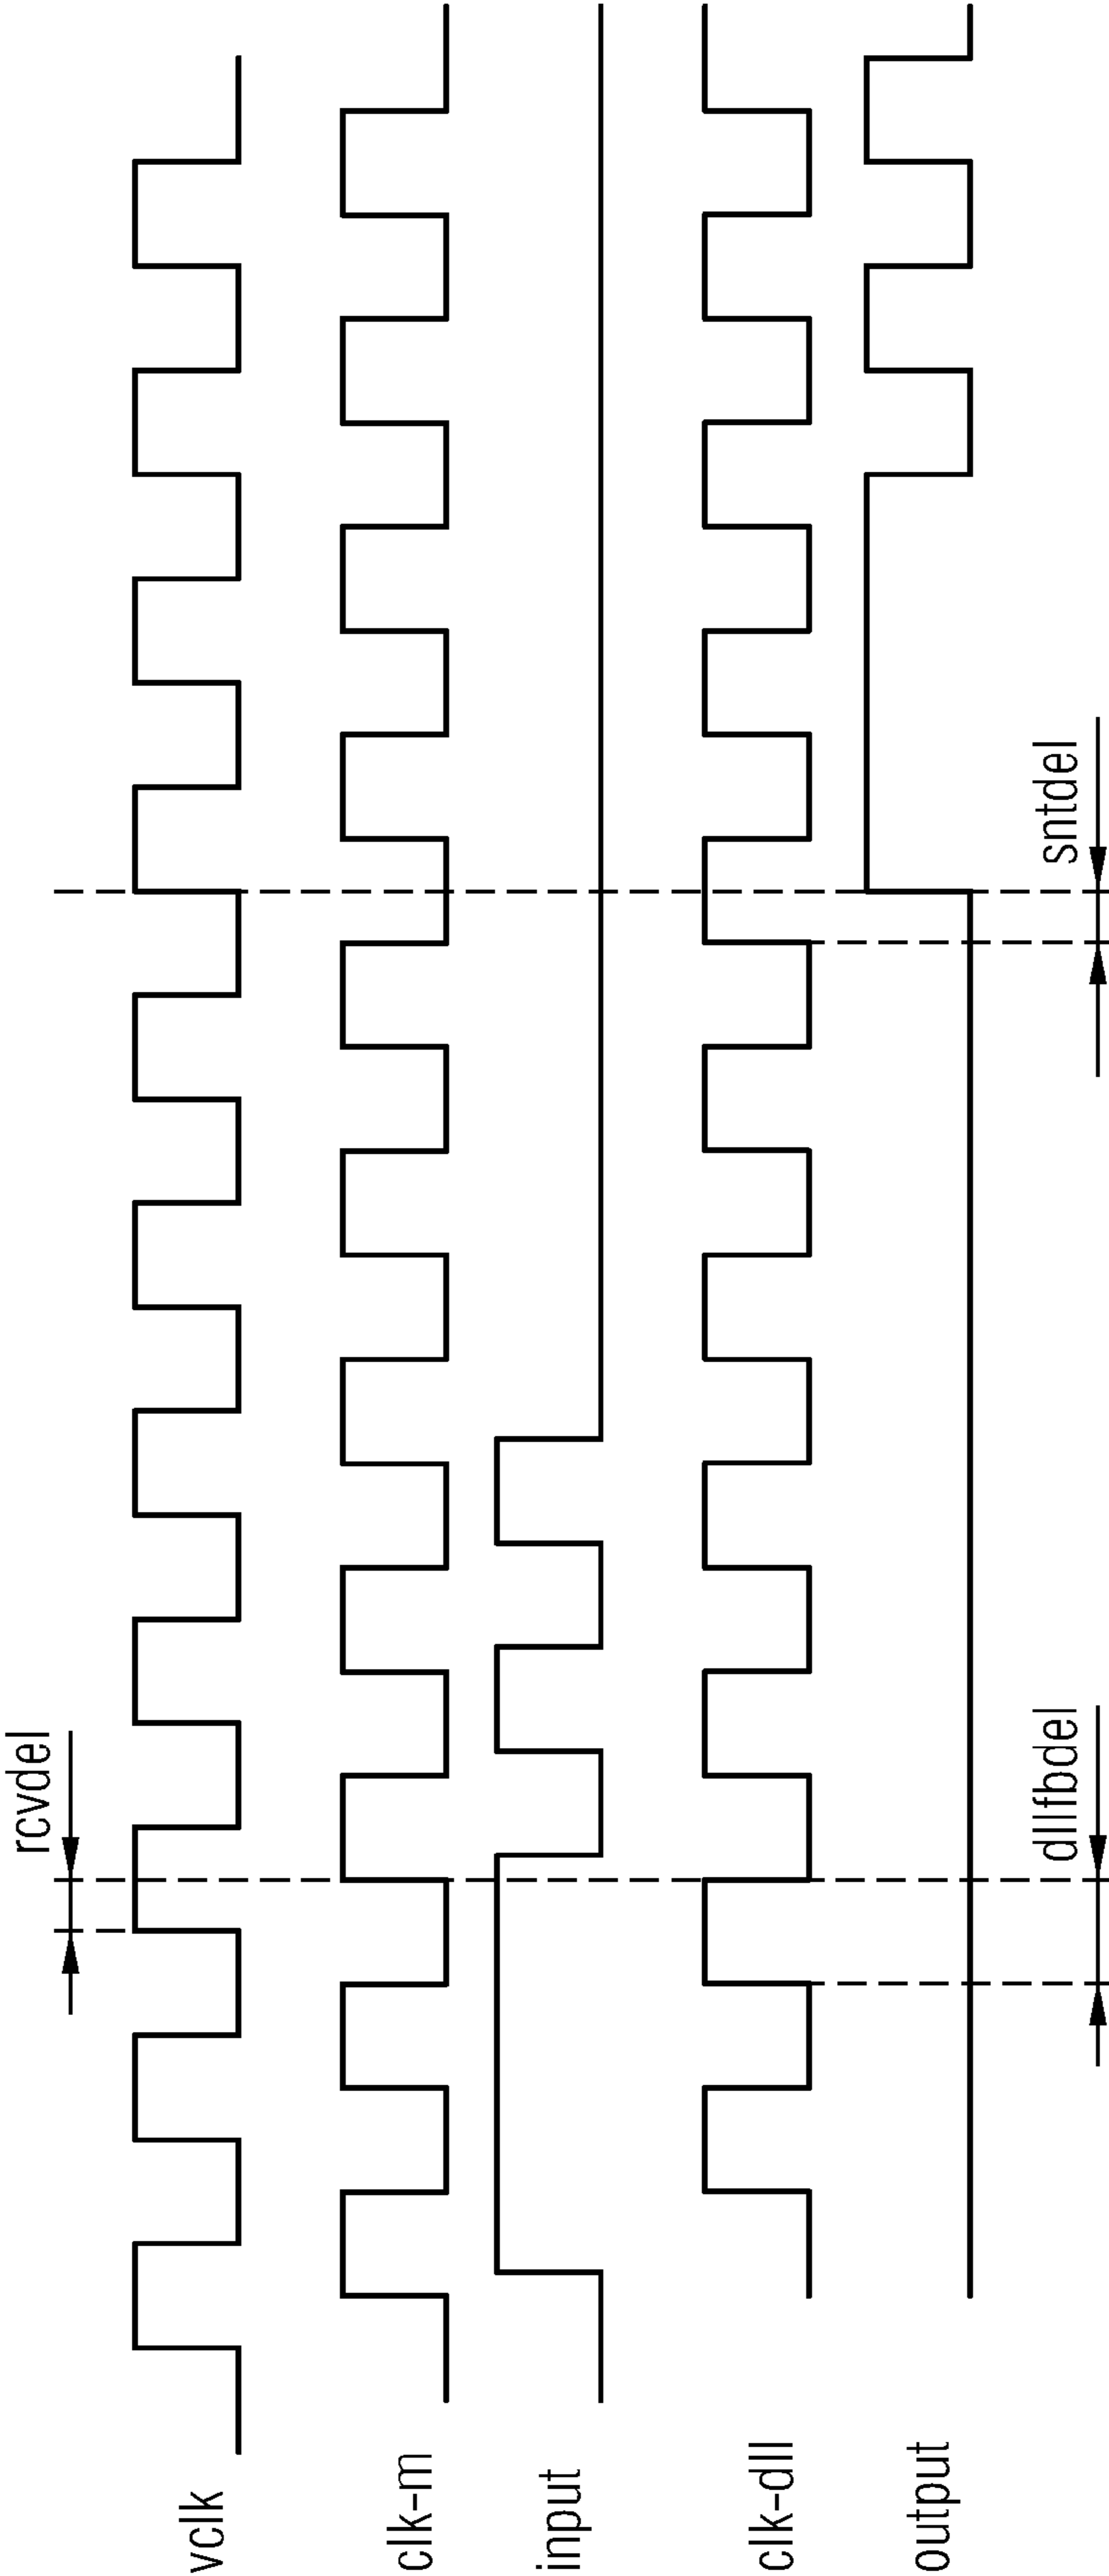 rcvdel
vclk
clk-m
input
clk-dll
output
dllfbdel
sntdel